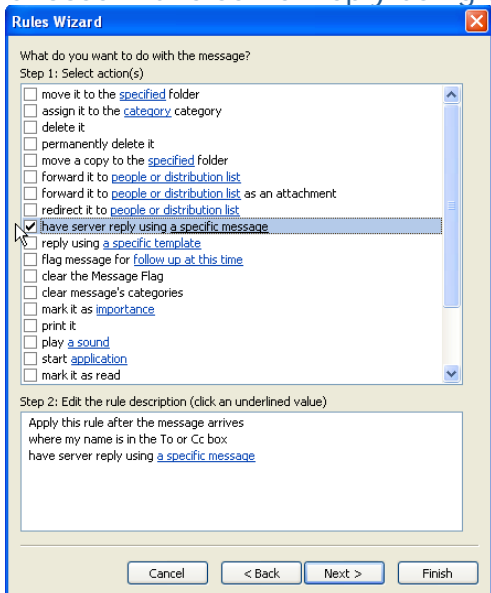 Rules Wizard
What do you want to do with the message?
Step 1: Select action(s)
move it to the specified folder
assign it to the category category
delete it
permanently delete it
move a copy to the specified folder
forward it to people or distribution list
forward it to people or distribution list as an attachment
redirect it to people or distribution list
have server reply using a specific message
reply using a specific template
flag message for follow up at this time
clear the Message Flag
clear message's categories
mark it as importance
print it
play a sound
start application
mark it as read
Step 2: Edit the rule description (click an underlined value)
Apply this rule after the message arrives
where my name is in the To or Cc box
have server reply using a specific message
Cancel
< Back
Next >
Finish